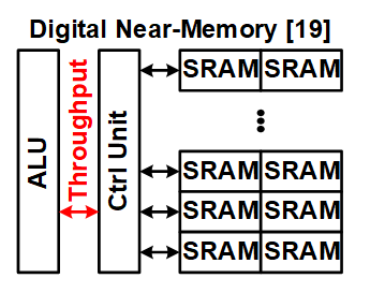 Digital Near-Memory [19]
ALU
Throughput
Ctrl Unit
SRAM SRAM
SRAM SRAM
SRAM SRAM
SRAM SRAM